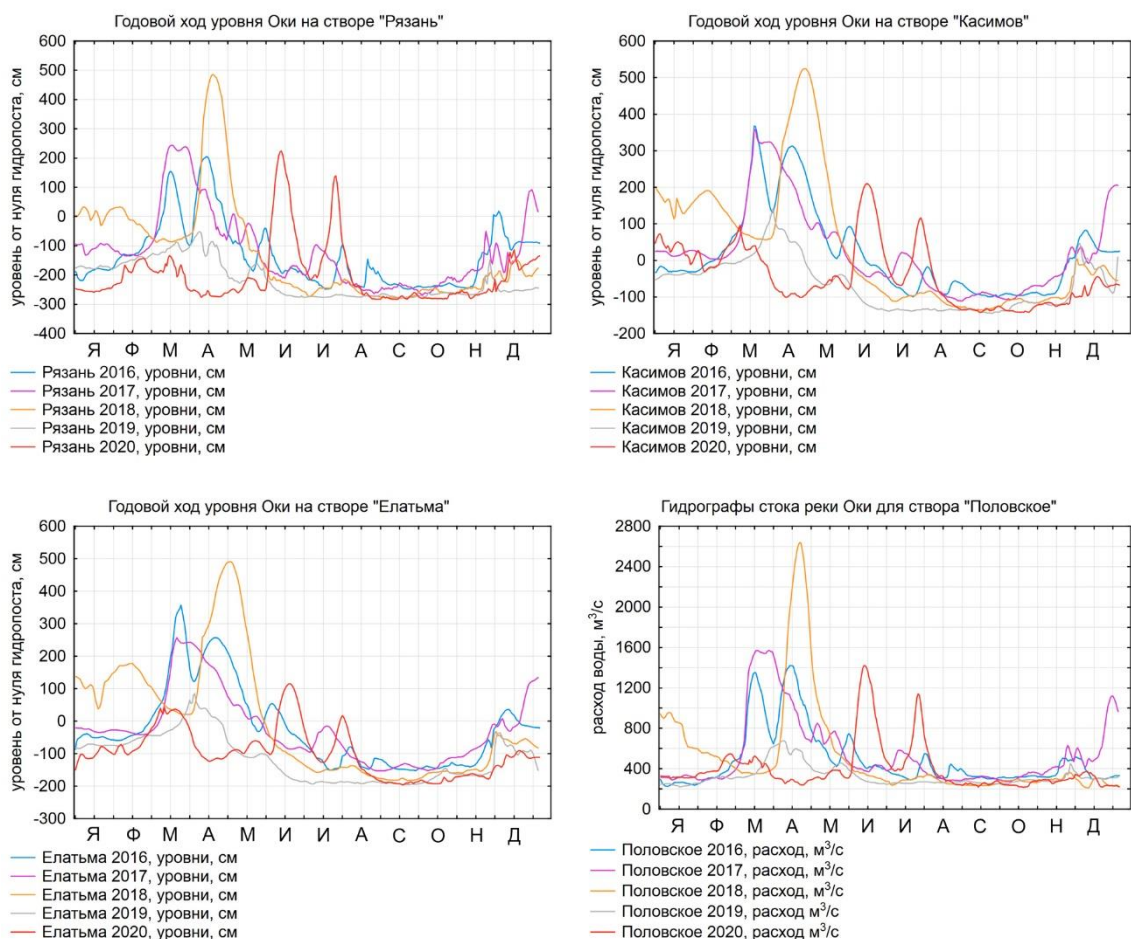 Годовой ход уровня Оки на створе "Рязань"
уровень от нуля гидропоста, см
600
500
400
300
200
100
0
-100
-200
-300
-400
Я Ф М А М И И А С О Н Д
Рязань 2016, уровни, см
Рязань 2017, уровни, см
Рязань 2018, уровни, см
Рязань 2019, уровни, см
Рязань 2020, уровни, см
Годовой ход уровня Оки на створе "Касимов"
уровень от нуля гидропоста, см
600
500
400
300
200
100
0
-100
-200
Я Ф М А М И И А С О Н Д
Касимов 2016, уровни, см
Касимов 2017, уровни, см
Касимов 2018, уровни, см
Касимов 2019, уровни, см
Касимов 2020, уровни, см
Годовой ход уровня Оки на створе "Елатьма"
уровень от нуля гидропоста, см
600
500
400
300
200
100
0
-100
-200
-300
Я Ф М А М И И А С О Н Д
Елатьма 2016, уровни, см
Елатьма 2017, уровни, см
Елатьма 2018, уровни, см
Елатьма 2019, уровни, см
Елатьма 2020, уровни, см
Гидрографы стока реки Оки для створа "Половское"
расход воды, м³/с
2800
2400
2000
1600
1200
800
400
0
Я Ф М А М И И А С О Н Д
Половское 2016, расход, м³/с
Половское 2017, расход, м³/с
Половское 2018, расход, м³/с
Половское 2019, расход м³/с
Половское 2020, расход, м³/с